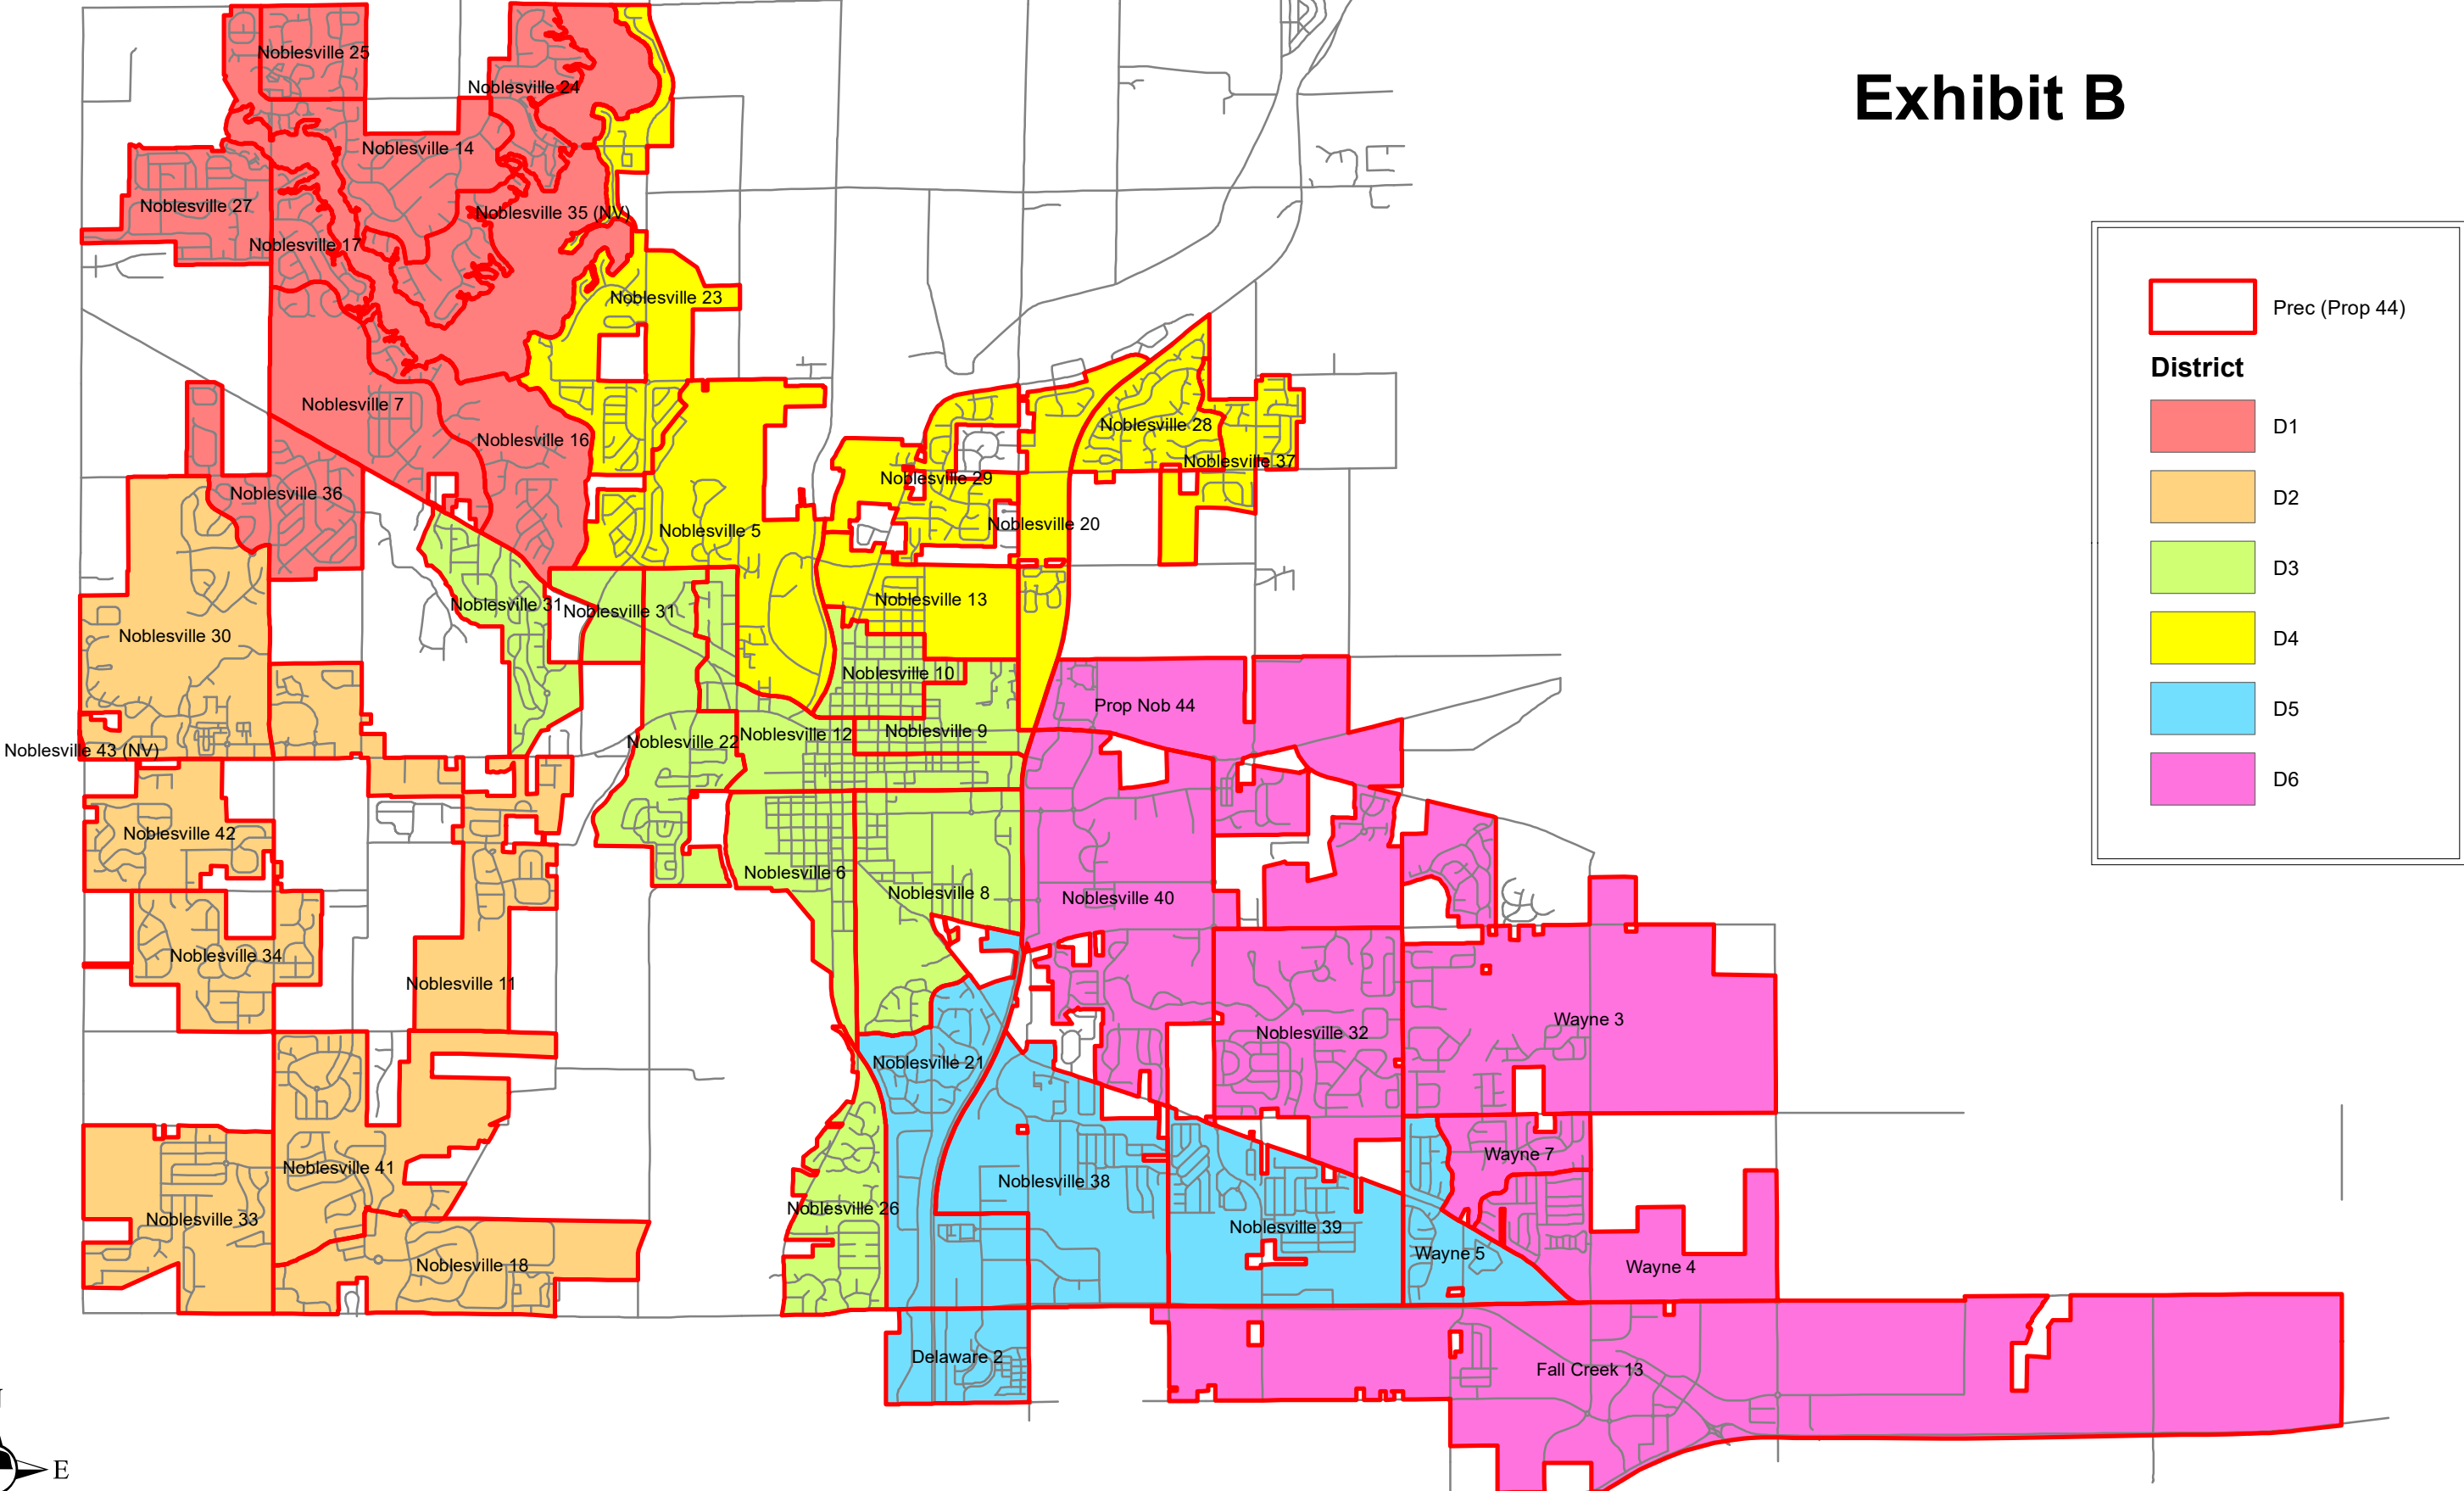 Exhibit B
Noblesville 25
Noblesville 24
Noblesville 14
Noblesville 27
Noblesville 35 (NV)
Noblesville 17
Noblesville 23
Noblesville 7
Noblesville 28
Noblesville 16
Noblesville 37
Noblesville 29
Noblesville 36
Noblesville 20
Noblesville 5
Noblesville 13
Noblesville 31
Noblesville 31
Noblesville 30
Noblesville 10
Prop Nob 44
Noblesville 9
Noblesville 12
Noblesville 22
Noblesville 43 (NV)
Noblesville 42
Noblesville 6
Noblesville 8
Noblesville 40
Noblesville 34
Noblesville 11
Wayne 3
Noblesville 32
Noblesville 21
Wayne 7
Noblesville 41
Noblesville 38
Noblesville 26
Noblesville 33
Noblesville 39
Wayne 5
Noblesville 18
Wayne 4
Delaware 2
Fall Creek 13
Prec (Prop 44)
District
D1
D2
D3
D4
D5
D6
E